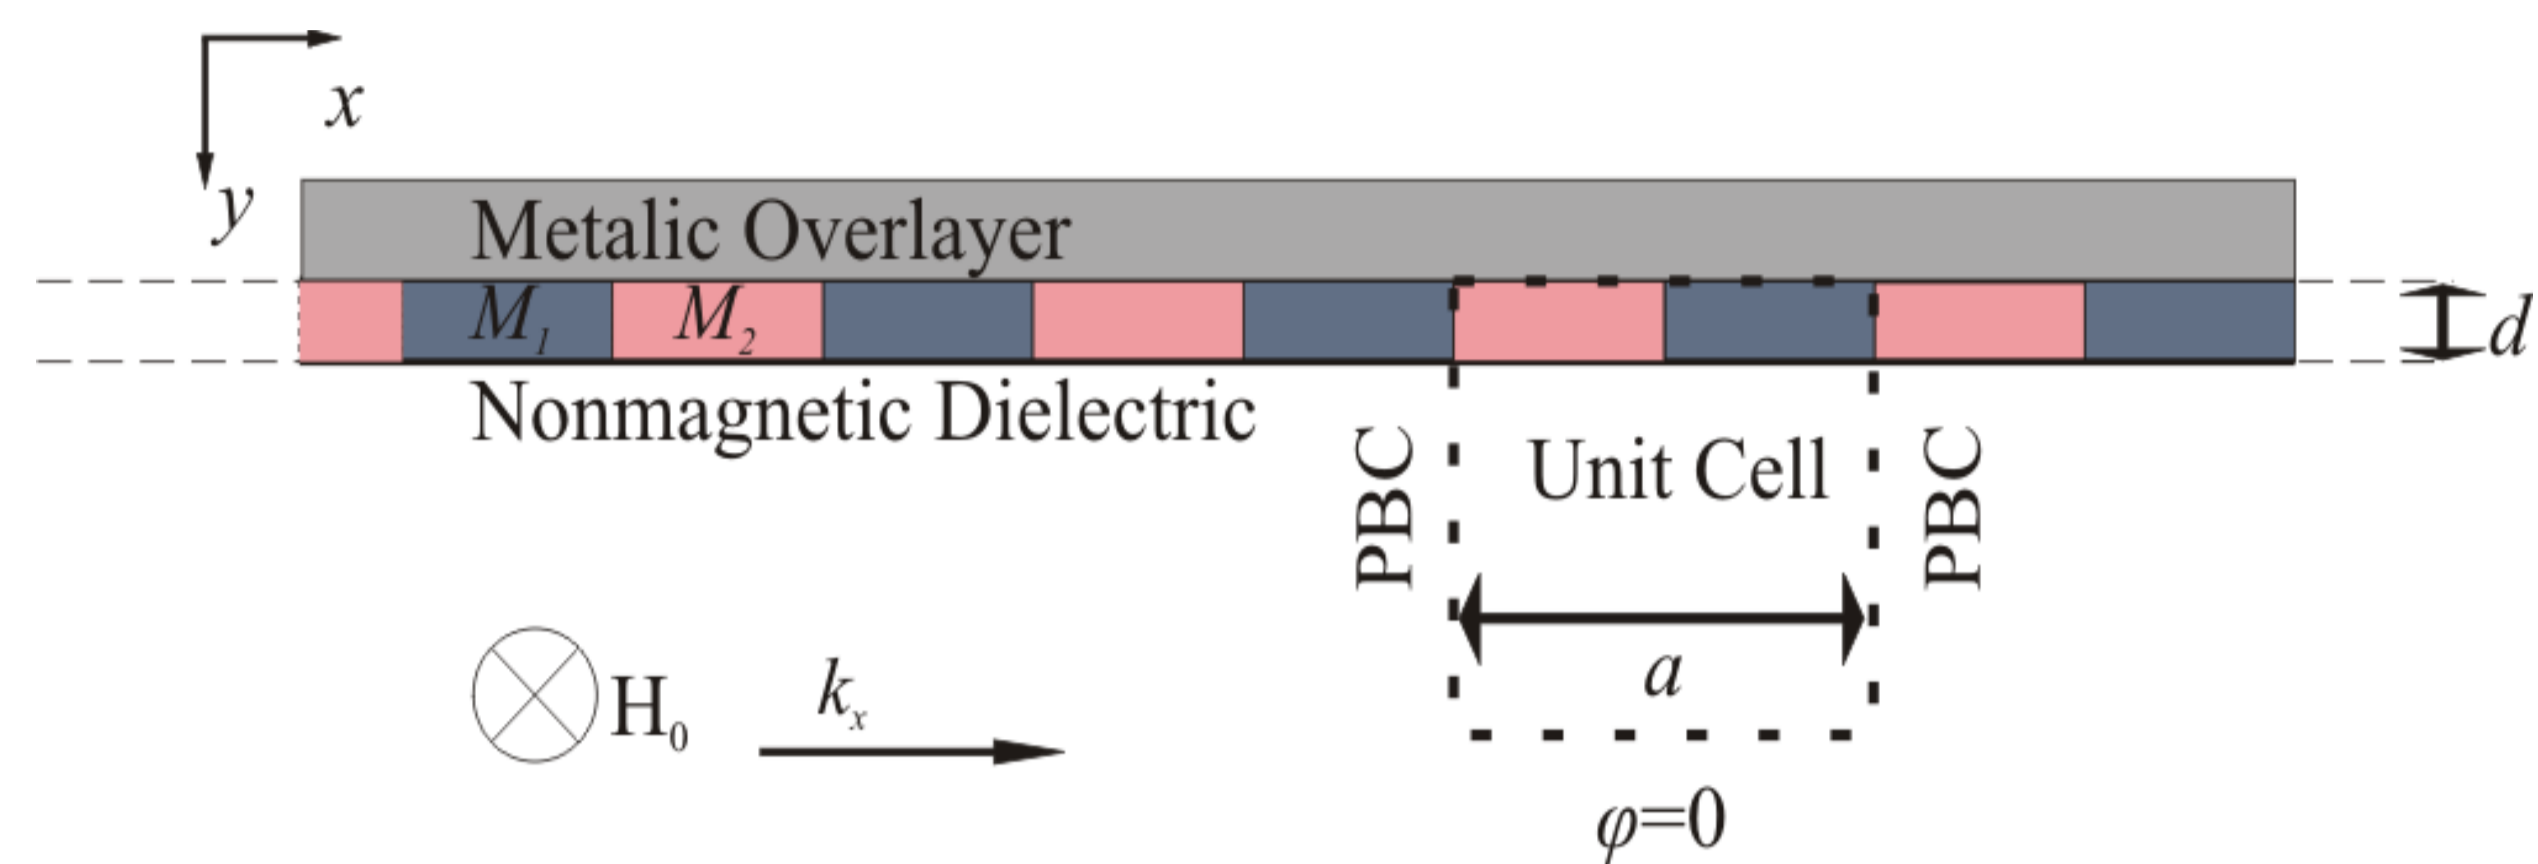 x
y
Metalic Overlayer
M₁ M₂
d
Nonmagnetic Dielectric
PBC
Unit Cell
PBC
a
H₀
kₓ
φ=0